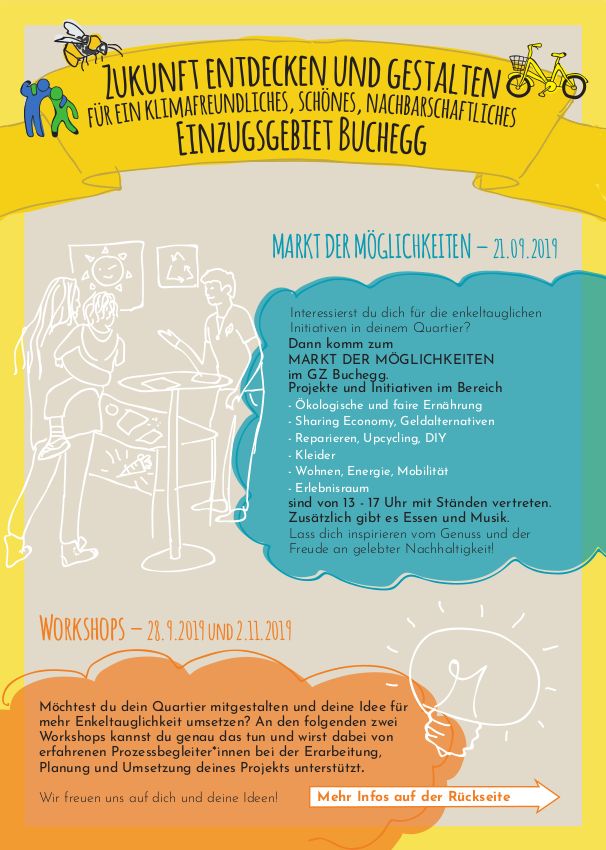 Zukunft entdecken und gestalten
für ein klimafreundliches, schönes, nachbarschaftliches
Einzugsgebiet Buchegg
Markt der Möglichkeiten – 21.09.2019
Interessierst du dich für die enkeltauglichen
Initiativen in deinem Quartier?
Dann komm zum
MARKT DER MÖGLICHKEITEN
im GZ Buchegg.
Projekte und Initiativen im Bereich
- Ökologische und faire Ernährung
- Sharing Economy, Geldalternativen
- Reparieren, Upcycling, DIY
- Kleider
- Wohnen, Energie, Mobilität
- Erlebnisraum
sind von 13 - 17 Uhr mit Ständen vertreten.
Zusätzlich gibt es Essen und Musik.
Lass dich inspirieren vom Genuss und der
Freude an gelebter Nachhaltigkeit!
Workshops – 28.9.2019 und 2.11.2019
Möchtest du dein Quartier mitgestalten und deine Idee für
mehr Enkeltauglichkeit umsetzen? An den folgenden zwei
Workshops kannst du genau das tun und wirst dabei von
erfahrenen Prozessbegleiter*innen bei der Erarbeitung,
Planung und Umsetzung deines Projekts unterstützt.
Wir freuen uns auf dich und deine Ideen!
Mehr Infos auf der Rückseite